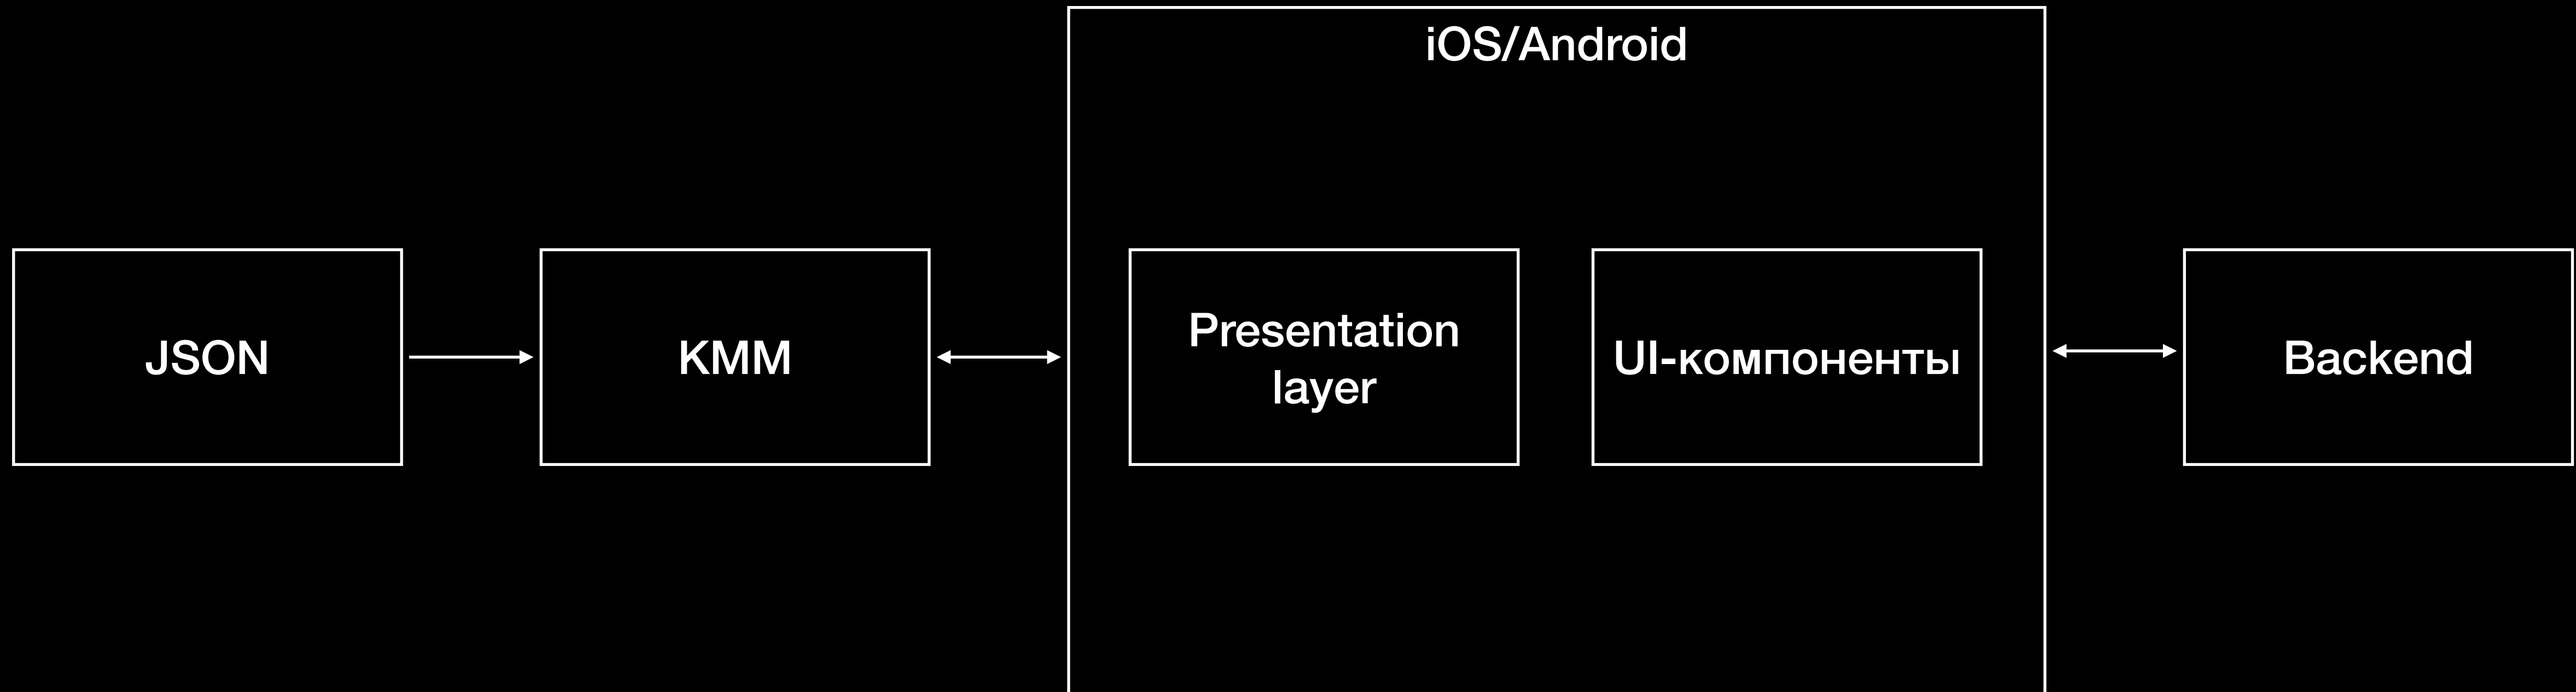 iOS/Android
JSON
KMM
Presentation
layer
UI-компоненты
Backend